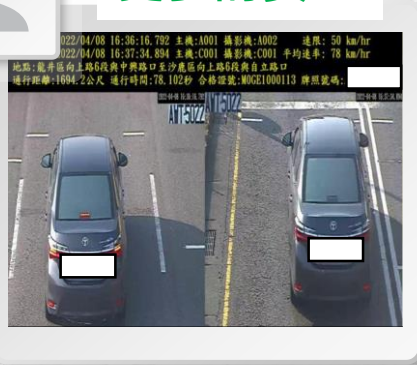 2022/04/08 16:36:16.792 主機:A001 攝影機:A002 速限: 50 km/hr
2022/04/08 16:37:34.894 主機:C001 攝影機:C001 平均速率: 78 km/hr
地點:龍井區向上路6段與中興路口至沙鹿區向上路6段與自立路口
通行距離:1694.2公尺 通行時間:78.102秒 合格證號:MOGE1000113 牌照號碼:
AWT-5022
AWT-5022